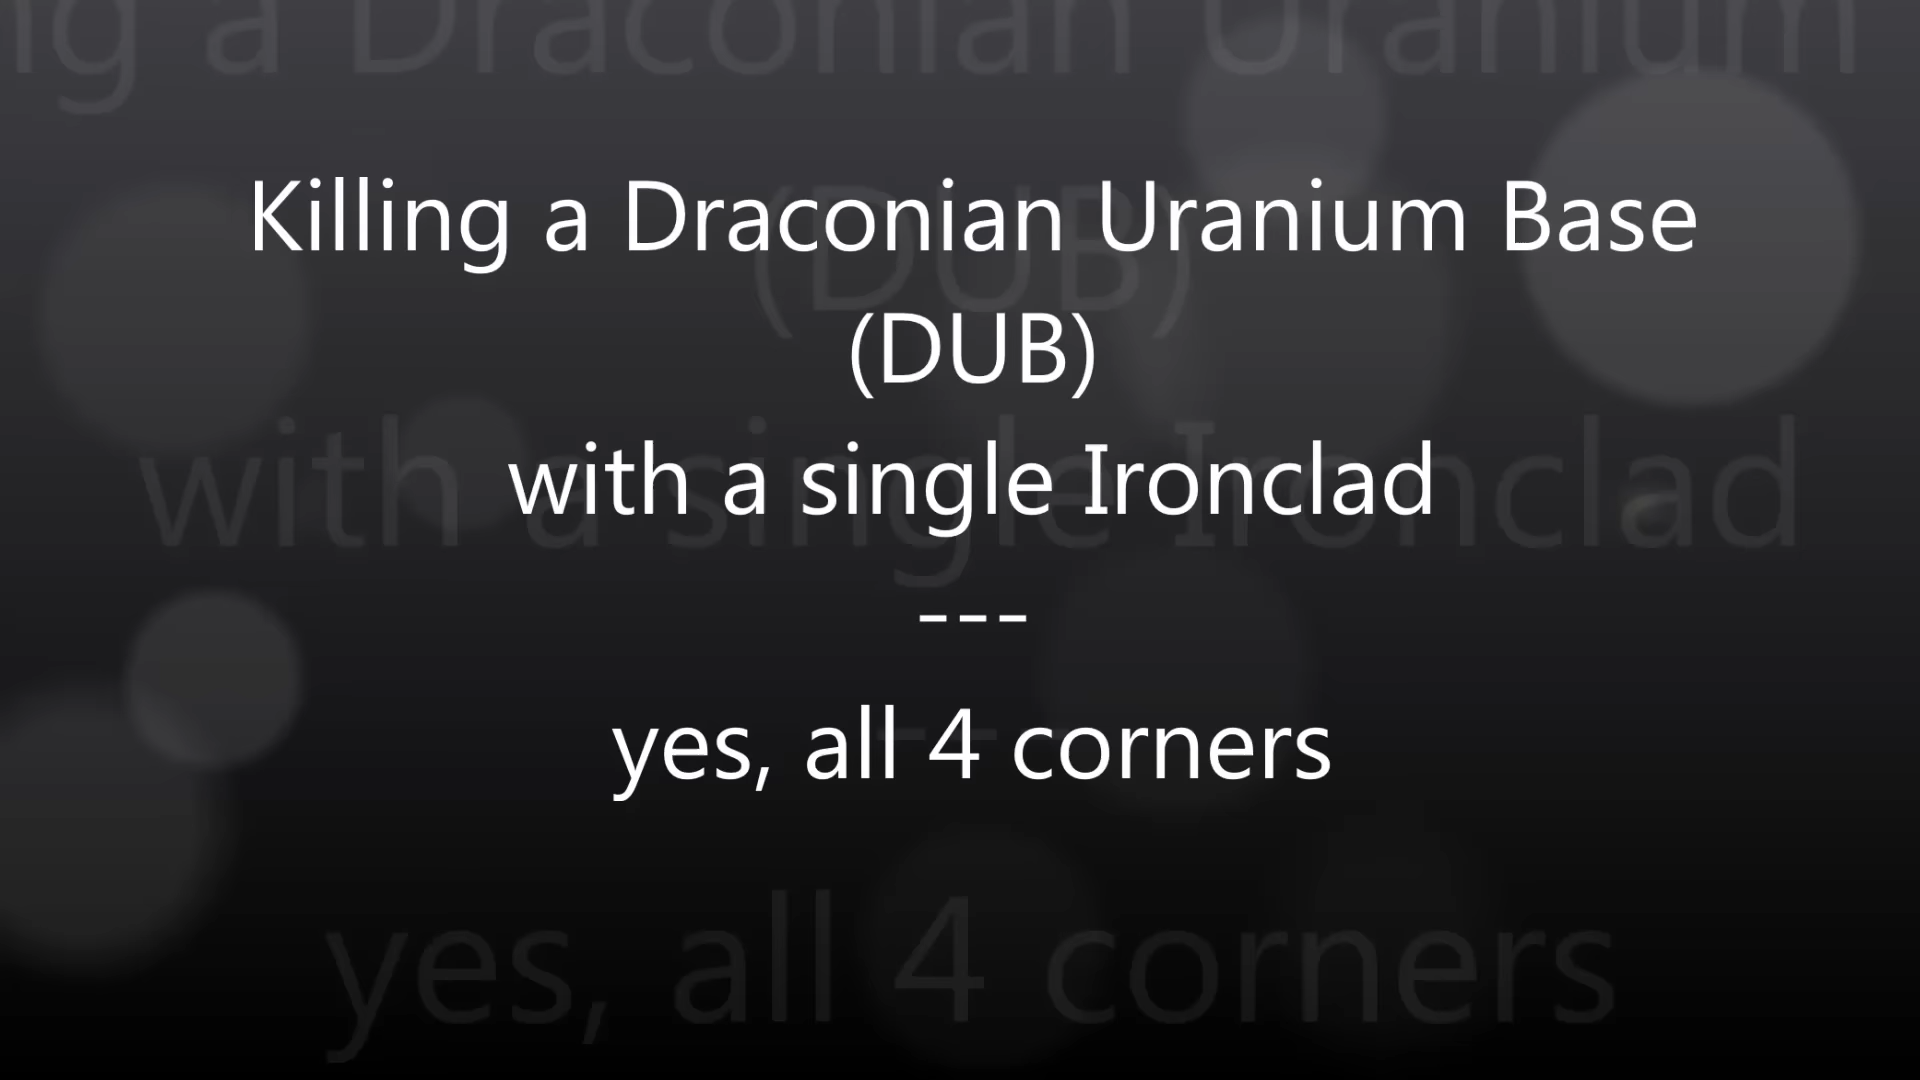 Killing a Draconian Uranium Base
(DUB)
with a single Ironclad
---
yes, all 4 corners